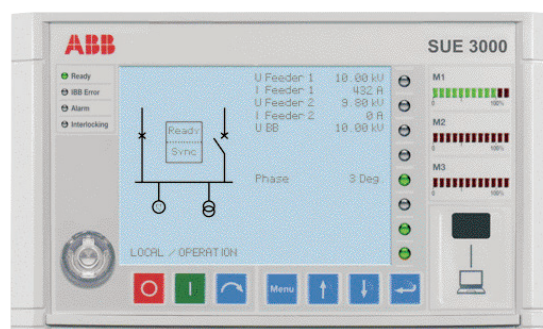 ABB
SUE 3000
Ready
IBB Error
Alarm
Interlocking
U Feeder 1 10.00 kV
I Feeder 1 432 A
U Feeder 2 9.80 kV
I Feeder 2 0 A
U BB 10.00 kV
Ready
Sync
Phase 3 Deg.
LOCAL / OPERATION
M1
0 100%
M2
0 100%
M3
0 100%
Menu